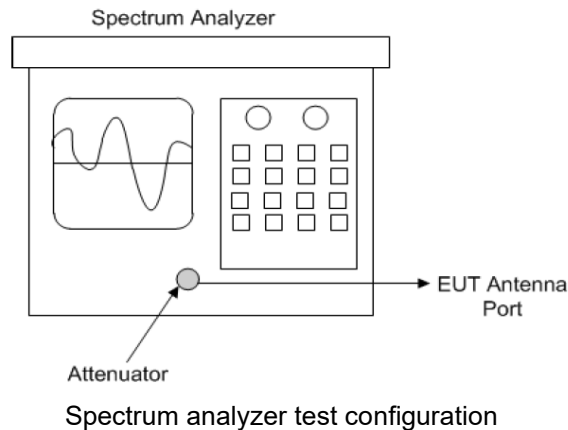 Spectrum Analyzer
EUT Antenna
Port
Attenuator
Spectrum analyzer test configuration